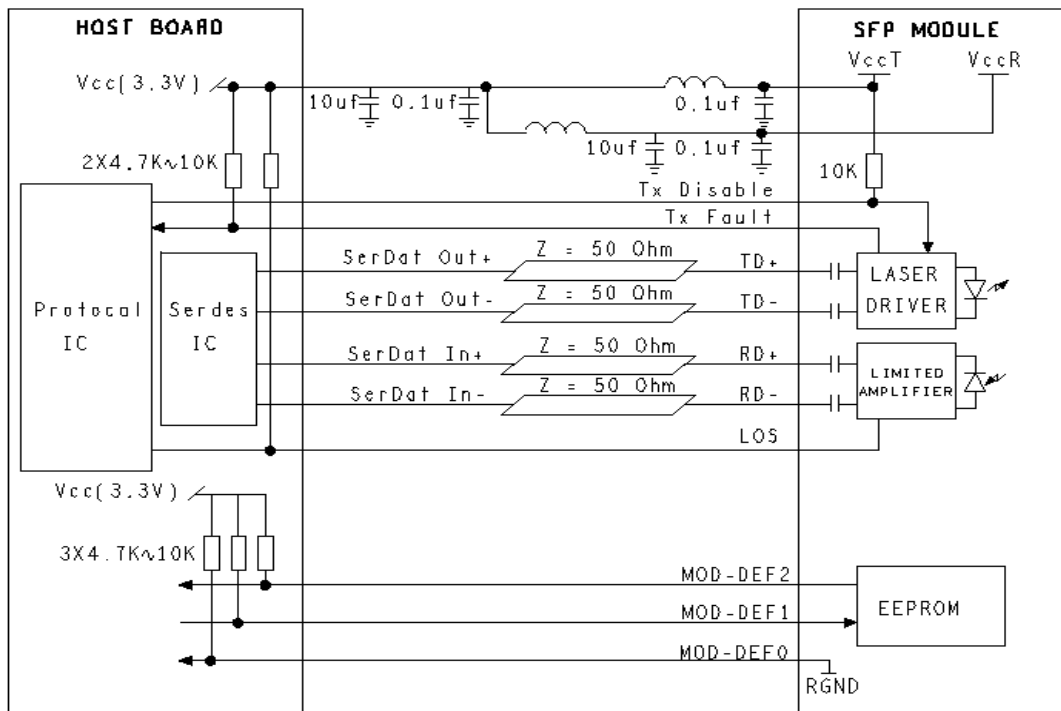 HOST BOARD
SFP MODULE
VccT
VccR
Vcc(3.3V)
10uf
0.1uf
0.1uf
10uf
0.1uf
2X4.7K~10K
10K
Tx Disable
Tx Fault
SerDat Out+
Z = 50 Ohm
TD+
SerDat Out-
Z = 50 Ohm
TD-
LASER
DRIVER
Protocal
IC
Serdes
IC
SerDat In+
Z = 50 Ohm
RD+
SerDat In-
Z = 50 Ohm
RD-
LIMITED
AMPLIFIER
LOS
Vcc(3.3V)
3X4.7K~10K
MOD-DEF2
MOD-DEF1
MOD-DEF0
EEPROM
RGND